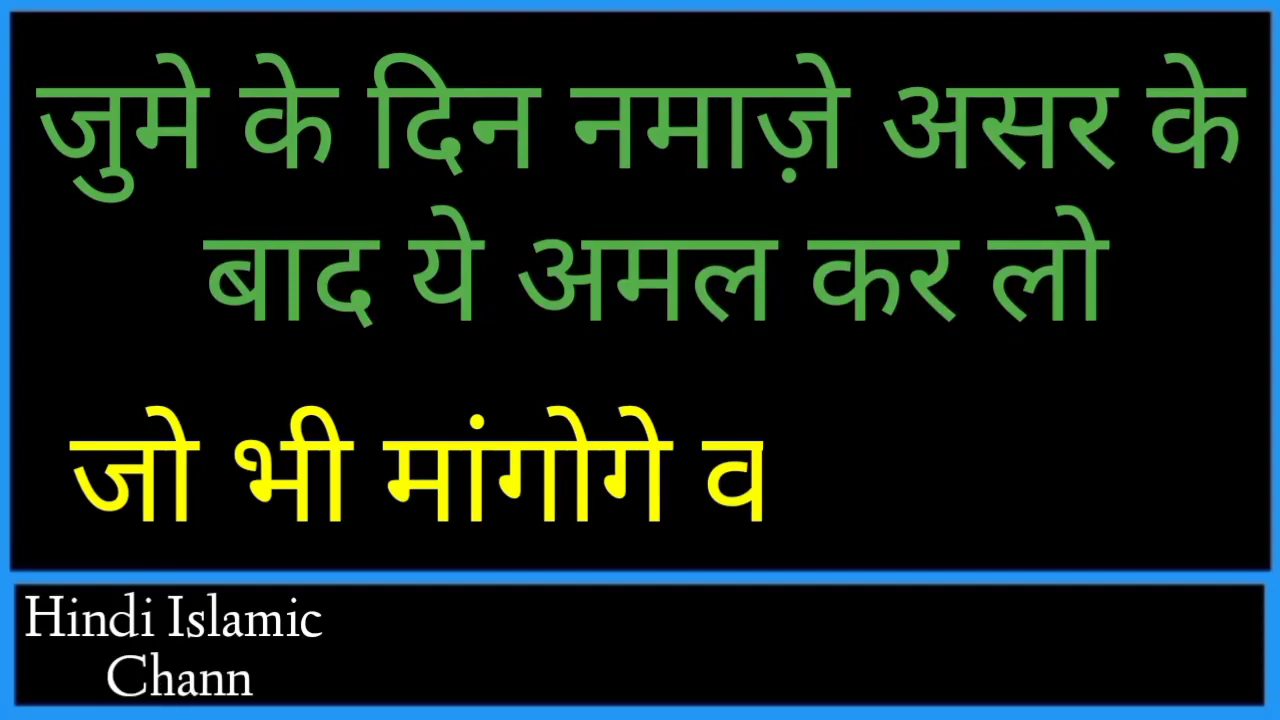 जुमे के दिन नमाज़े असर के
बाद ये अमल कर लो
जो भी मांगोगे व
Hindi Islamic
Chann